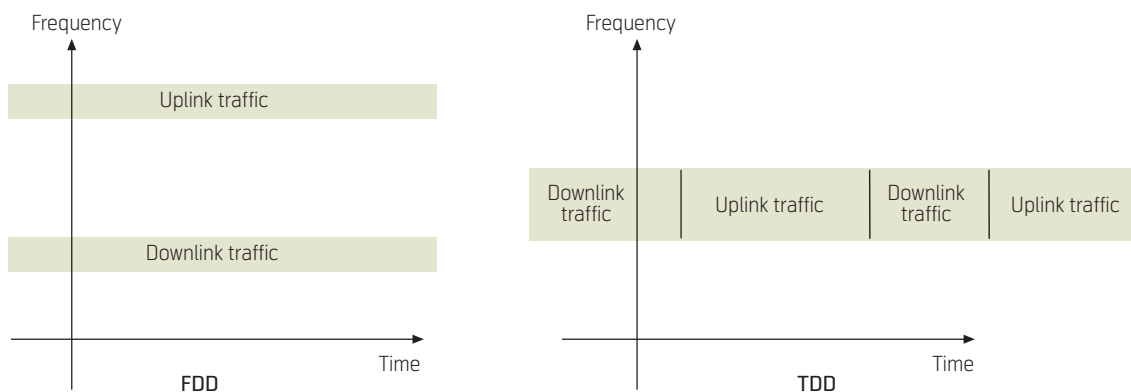 Frequency
Uplink traffic
Downlink traffic
Time
FDD
Frequency
Downlink
traffic
Uplink traffic
Downlink
traffic
Uplink traffic
Time
TDD